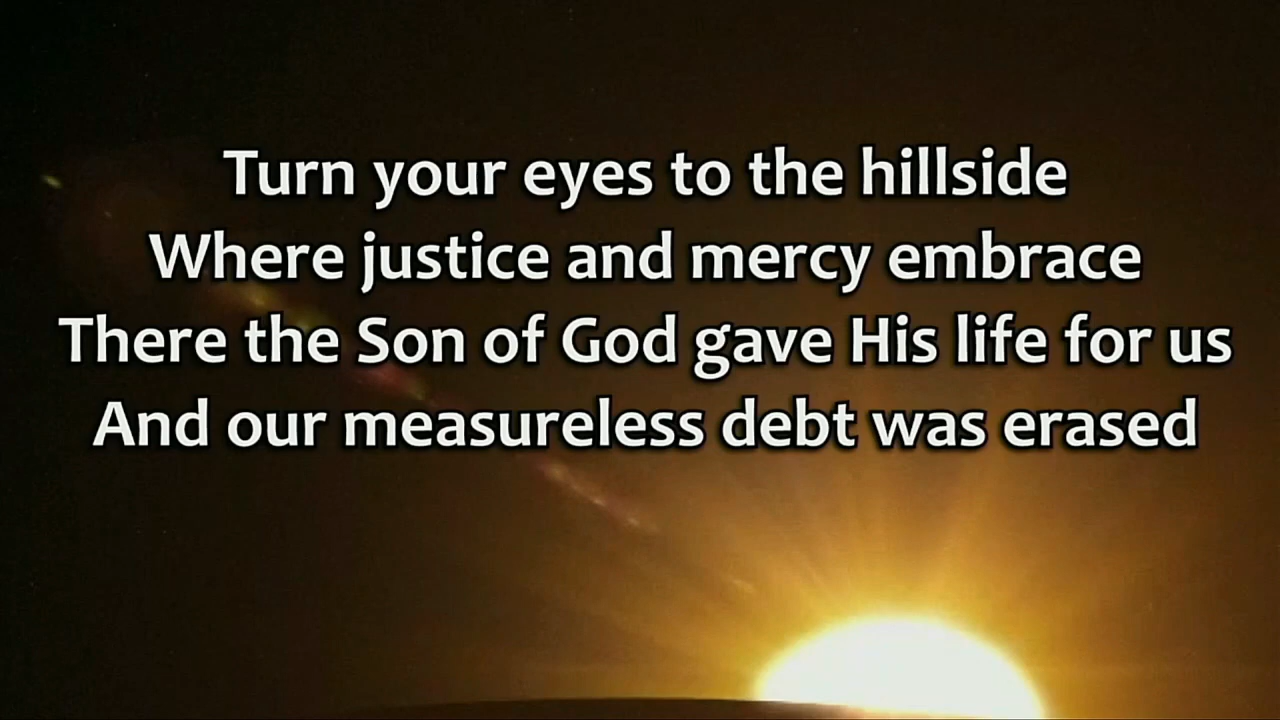 Turn your eyes to the hillside
Where justice and mercy embrace
There the Son of God gave His life for us
And our measureless debt was erased